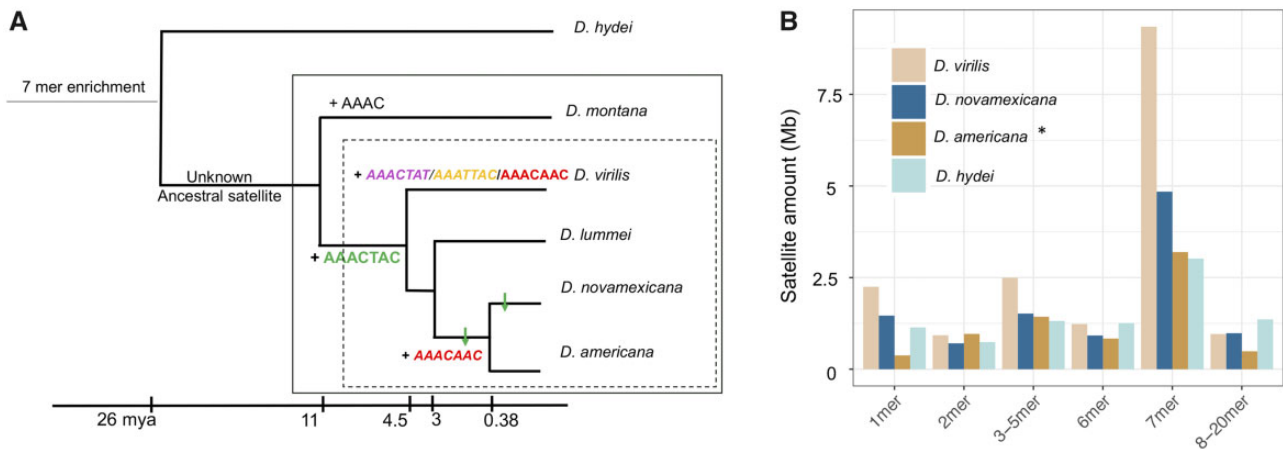 A
D. hydei
7 mer enrichment
+ AAAC
D. montana
Unknown
Ancestral satellite
+ AAACTAT/AAATTAC/AAACAAC
D. virilis
D. lummei
+ AAACTAC
D. novamexicana
+ AAACAAC
D. americana
26 mya
11
4.5
3
0.38
B
Satellite amount (Mb)
7.5
5
2.5
0
D. virilis
D. novamexicana
D. americana *
D. hydei
1mer
2mer
3–5mer
6mer
7mer
8–20mer